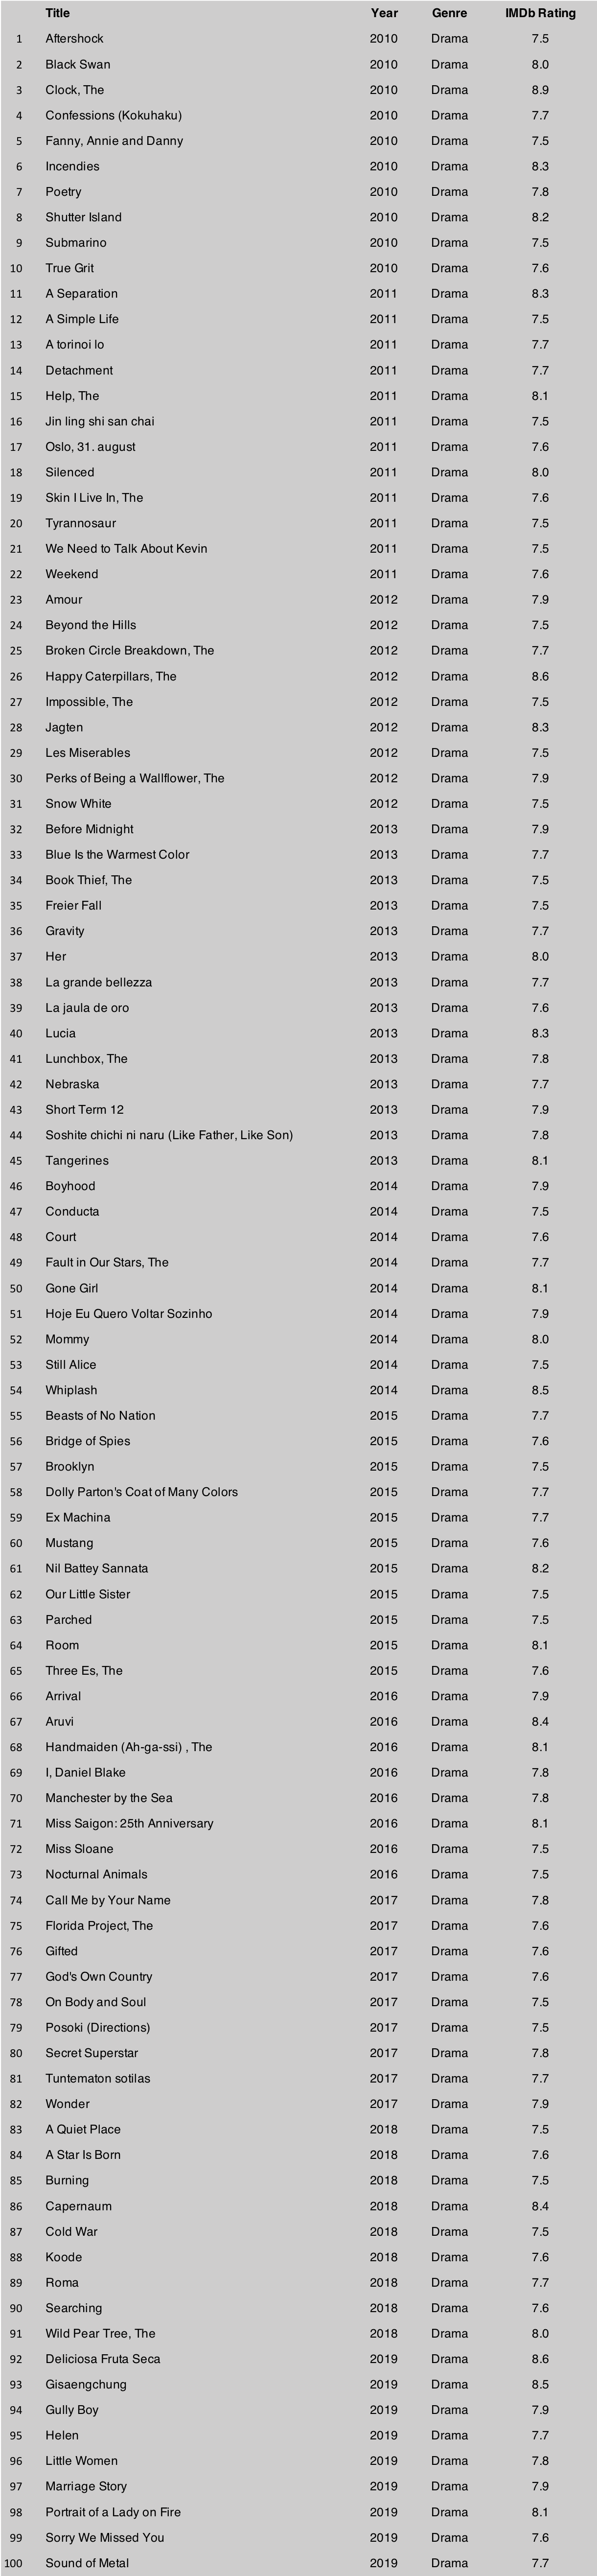 Title Year Genre IMDb Rating
1 Aftershock 2010 Drama 7.5
2 Black Swan 2010 Drama 8.0
3 Clock, The 2010 Drama 8.9
4 Confessions (Kokuhaku) 2010 Drama 7.7
5 Fanny, Annie and Danny 2010 Drama 7.5
6 Incendies 2010 Drama 8.3
7 Poetry 2010 Drama 7.8
8 Shutter Island 2010 Drama 8.2
9 Submarino 2010 Drama 7.5
10 True Grit 2010 Drama 7.6
11 A Separation 2011 Drama 8.3
12 A Simple Life 2011 Drama 7.5
13 A torinoi lo 2011 Drama 7.7
14 Detachment 2011 Drama 7.7
15 Help, The 2011 Drama 8.1
16 Jin ling shi san chai 2011 Drama 7.5
17 Oslo, 31. august 2011 Drama 7.6
18 Silenced 2011 Drama 8.0
19 Skin I Live In, The 2011 Drama 7.6
20 Tyrannosaur 2011 Drama 7.5
21 We Need to Talk About Kevin 2011 Drama 7.5
22 Weekend 2011 Drama 7.6
23 Amour 2012 Drama 7.9
24 Beyond the Hills 2012 Drama 7.5
25 Broken Circle Breakdown, The 2012 Drama 7.7
26 Happy Caterpillars, The 2012 Drama 8.6
27 Impossible, The 2012 Drama 7.5
28 Jagten 2012 Drama 8.3
29 Les Miserables 2012 Drama 7.5
30 Perks of Being a Wallflower, The 2012 Drama 7.9
31 Snow White 2012 Drama 7.5
32 Before Midnight 2013 Drama 7.9
33 Blue Is the Warmest Color 2013 Drama 7.7
34 Book Thief, The 2013 Drama 7.5
35 Freier Fall 2013 Drama 7.5
36 Gravity 2013 Drama 7.7
37 Her 2013 Drama 8.0
38 La grande bellezza 2013 Drama 7.7
39 La jaula de oro 2013 Drama 7.6
40 Lucia 2013 Drama 8.3
41 Lunchbox, The 2013 Drama 7.8
42 Nebraska 2013 Drama 7.7
43 Short Term 12 2013 Drama 7.9
44 Soshite chichi ni naru (Like Father, Like Son) 2013 Drama 7.8
45 Tangerines 2013 Drama 8.1
46 Boyhood 2014 Drama 7.9
47 Conducta 2014 Drama 7.5
48 Court 2014 Drama 7.6
49 Fault in Our Stars, The 2014 Drama 7.7
50 Gone Girl 2014 Drama 8.1
51 Hoje Eu Quero Voltar Sozinho 2014 Drama 7.9
52 Mommy 2014 Drama 8.0
53 Still Alice 2014 Drama 7.5
54 Whiplash 2014 Drama 8.5
55 Beasts of No Nation 2015 Drama 7.7
56 Bridge of Spies 2015 Drama 7.6
57 Brooklyn 2015 Drama 7.5
58 Dolly Parton's Coat of Many Colors 2015 Drama 7.7
59 Ex Machina 2015 Drama 7.7
60 Mustang 2015 Drama 7.6
61 Nil Battey Sannata 2015 Drama 8.2
62 Our Little Sister 2015 Drama 7.5
63 Parched 2015 Drama 7.5
64 Room 2015 Drama 8.1
65 Three Es, The 2015 Drama 7.6
66 Arrival 2016 Drama 7.9
67 Aruvi 2016 Drama 8.4
68 Handmaiden (Ah-ga-ssi) , The 2016 Drama 8.1
69 I, Daniel Blake 2016 Drama 7.8
70 Manchester by the Sea 2016 Drama 7.8
71 Miss Saigon: 25th Anniversary 2016 Drama 8.1
72 Miss Sloane 2016 Drama 7.5
73 Nocturnal Animals 2016 Drama 7.5
74 Call Me by Your Name 2017 Drama 7.8
75 Florida Project, The 2017 Drama 7.6
76 Gifted 2017 Drama 7.6
77 God's Own Country 2017 Drama 7.6
78 On Body and Soul 2017 Drama 7.5
79 Posoki (Directions) 2017 Drama 7.5
80 Secret Superstar 2017 Drama 7.8
81 Tuntematon sotilas 2017 Drama 7.7
82 Wonder 2017 Drama 7.9
83 A Quiet Place 2018 Drama 7.5
84 A Star Is Born 2018 Drama 7.6
85 Burning 2018 Drama 7.5
86 Capernaum 2018 Drama 8.4
87 Cold War 2018 Drama 7.5
88 Koode 2018 Drama 7.6
89 Roma 2018 Drama 7.7
90 Searching 2018 Drama 7.6
91 Wild Pear Tree, The 2018 Drama 8.0
92 Deliciosa Fruta Seca 2019 Drama 8.6
93 Gisaengchung 2019 Drama 8.5
94 Gully Boy 2019 Drama 7.9
95 Helen 2019 Drama 7.7
96 Little Women 2019 Drama 7.8
97 Marriage Story 2019 Drama 7.9
98 Portrait of a Lady on Fire 2019 Drama 8.1
99 Sorry We Missed You 2019 Drama 7.6
100 Sound of Metal 2019 Drama 7.7